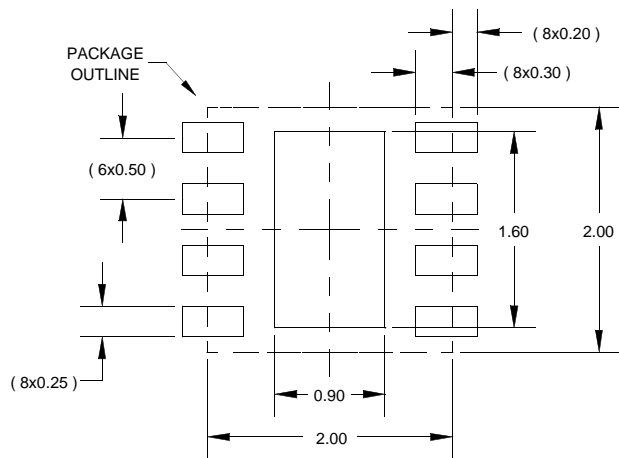 ( 8x0.20 )
PACKAGE
OUTLINE
( 8x0.30 )
( 6x0.50 )
1.60
2.00
( 8x0.25 )
0.90
2.00